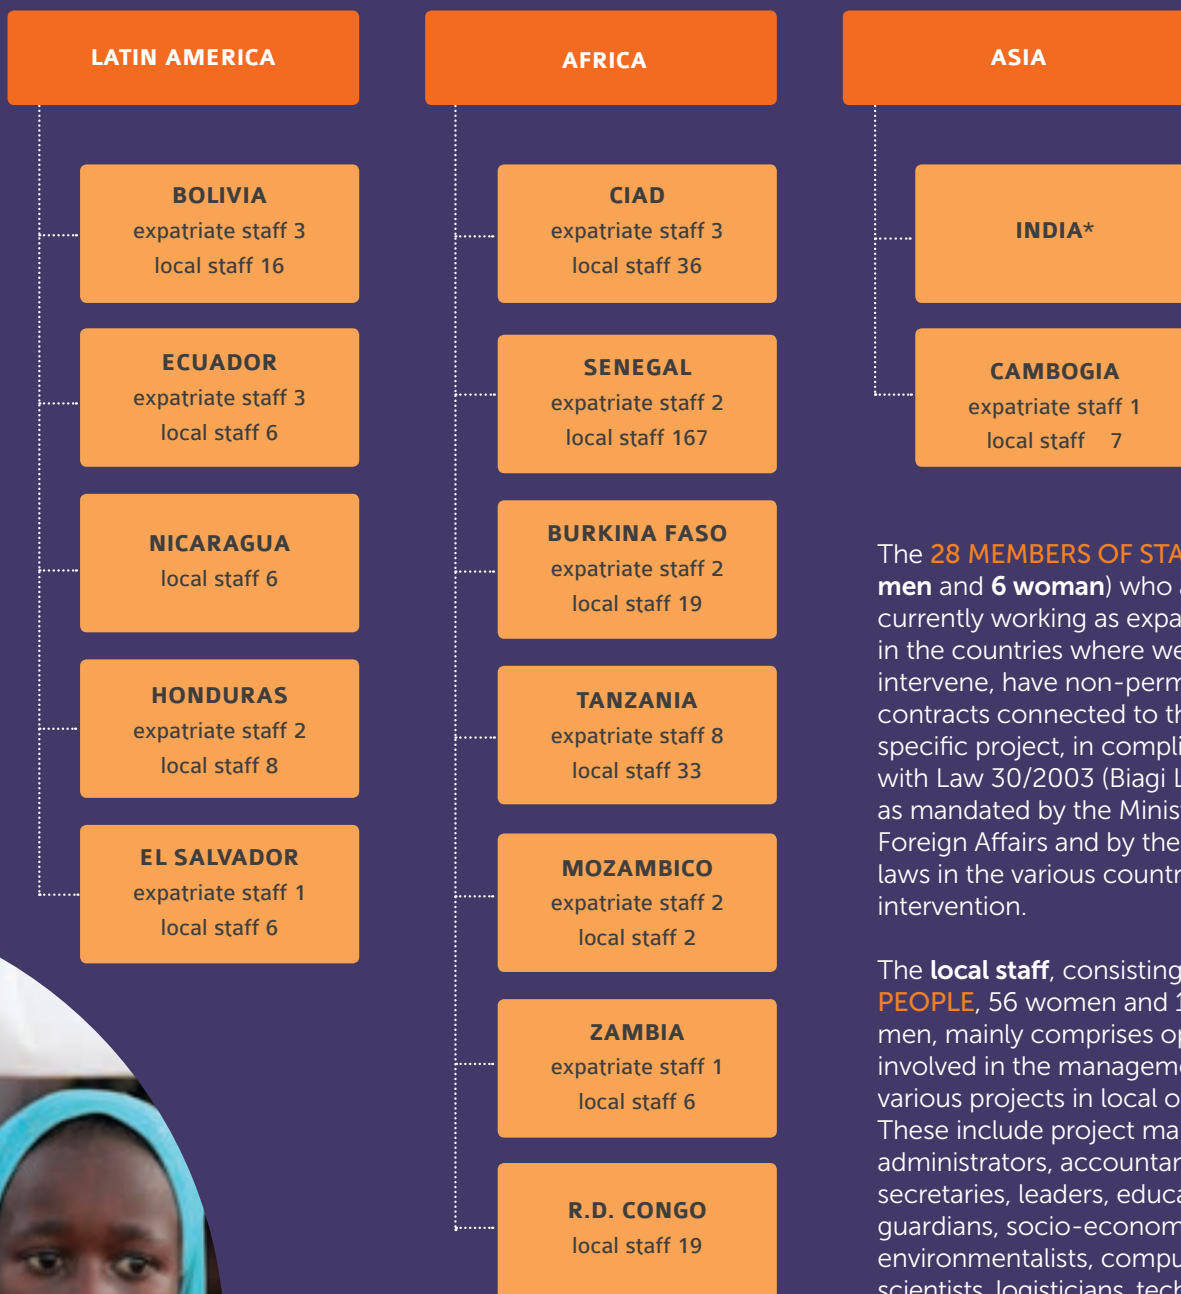 LATIN AMERICA
BOLIVIA
expatriate staff 3
local staff 16
ECUADOR
expatriate staff 3
local staff 6
NICARAGUA
local staff 6
HONDURAS
expatriate staff 2
local staff 8
EL SALVADOR
expatriate staff 1
local staff 6
AFRICA
CIAD
expatriate staff 3
local staff 36
SENEGAL
expatriate staff 2
local staff 167
BURKINA FASO
expatriate staff 2
local staff 19
TANZANIA
expatriate staff 8
local staff 33
MOZAMBICO
expatriate staff 2
local staff 2
ZAMBIA
expatriate staff 1
local staff 6
R.D. CONGO
local staff 19
ASIA
INDIA*
CAMBOGIA
expatriate staff 1
local staff 7
The 28 MEMBERS OF
men and 6 woman) who
currently working as
in the countries where we
intervene, have
contracts connected to
specific project, in
with Law 30/2003 (Biagi
as mandated by the
Foreign Affairs and by the
laws in the various
intervention.
The local staff, consisting
PEOPLE, 56 women and
men, mainly comprises
involved in the
various projects in local
These include project
administrators,
secretaries, leaders,
guardians,
environmentalists,
scientists, logisticians,